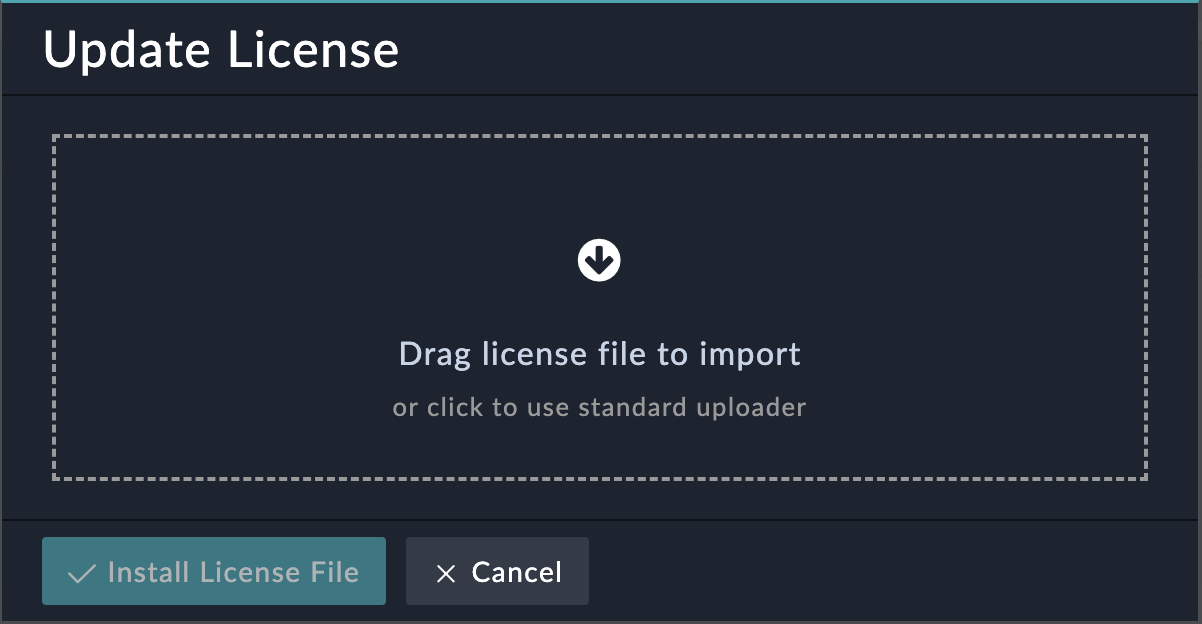 Update License
Drag license file to import
or click to use standard uploader
Install License File
Cancel